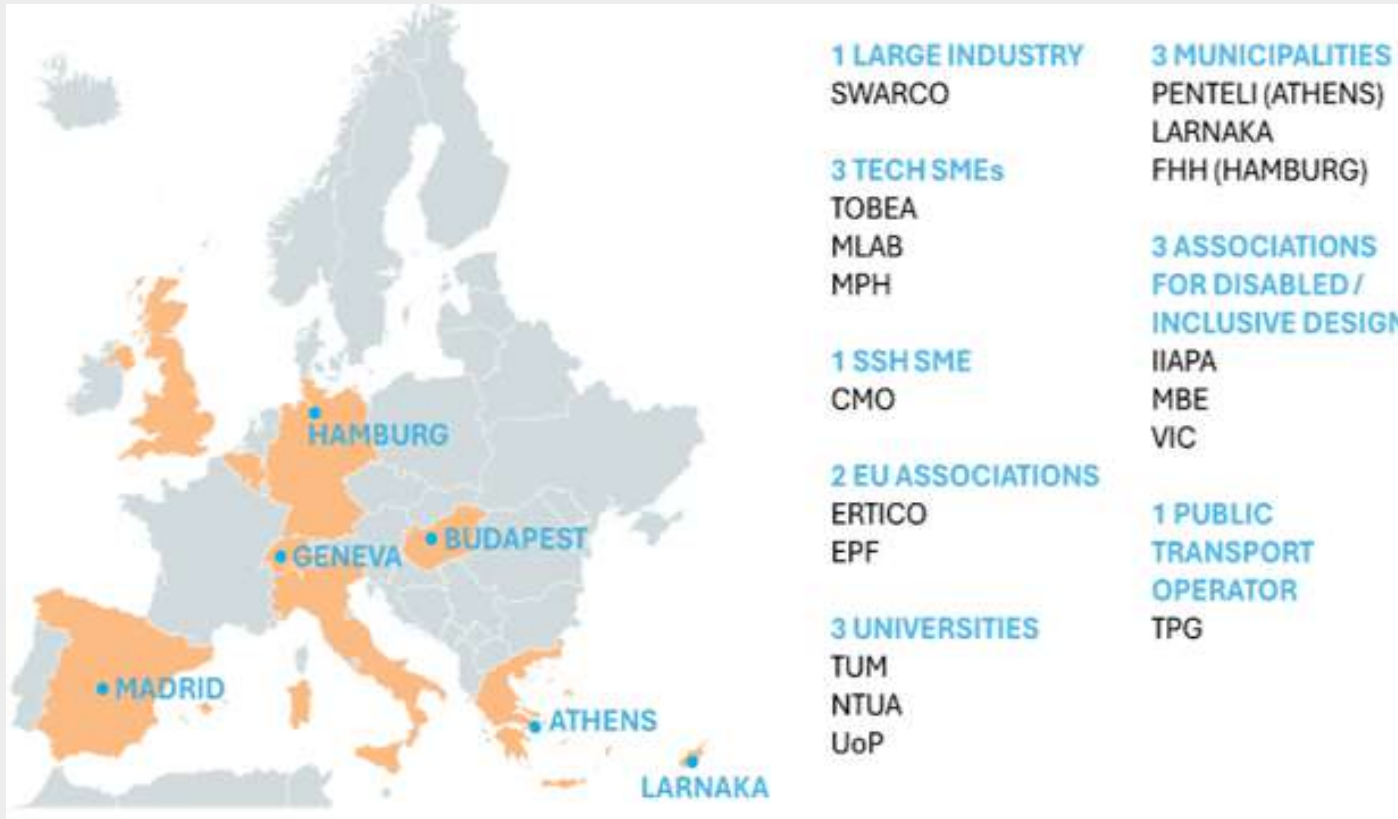 HAMBURG
BUDAPEST
GENEVA
MADRID
ATHENS
LARNAKA
1 LARGE INDUSTRY
SWARCO
3 TECH SMEs
TOBEA
MLAB
MPH
1 SSH SME
CMO
2 EU ASSOCIATIONS
ERTICO
EPF
3 UNIVERSITIES
TUM
NTUA
UoP
3 MUNICIPALITIES
PENTELI (ATHENS)
LARNAKA
FHH (HAMBURG)
3 ASSOCIATIONS
FOR DISABLED /
INCLUSIVE DESIGN
IIAPA
MBE
VIC
1 PUBLIC
TRANSPORT
OPERATOR
TPG